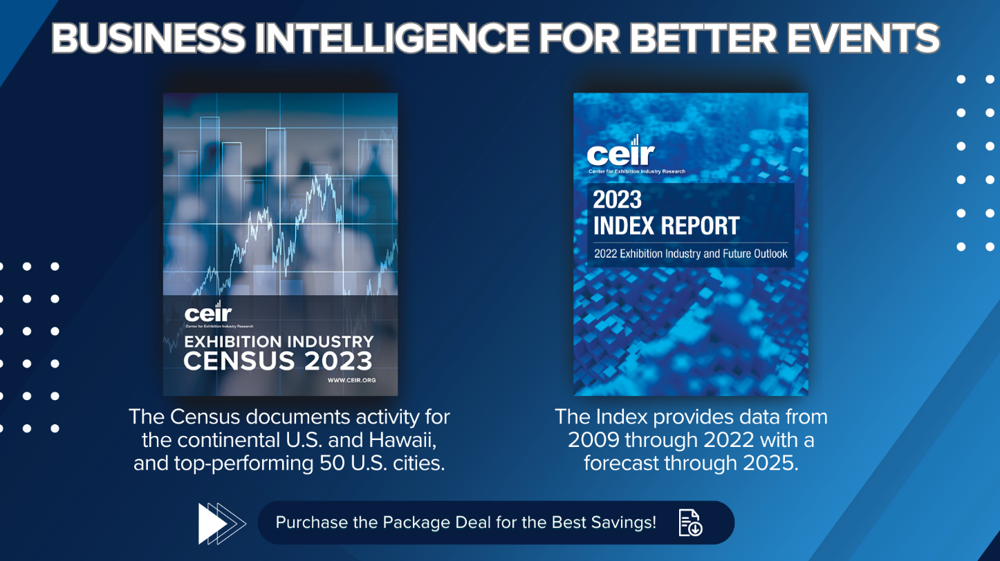 BUSINESS INTELLIGENCE FOR BETTER EVENTS
ceir
Center for Exhibition Industry Research
EXHIBITION INDUSTRY
CENSUS 2023
WWW.CEIR.ORG
The Census documents activity for
the continental U.S. and Hawaii,
and top-performing 50 U.S. cities.
ceir
Center for Exhibition Industry Research
2023
INDEX REPORT
2022 Exhibition Industry and Future Outlook
The Index provides data from
2009 through 2022 with a
forecast through 2025.
Purchase the Package Deal for the Best Savings!